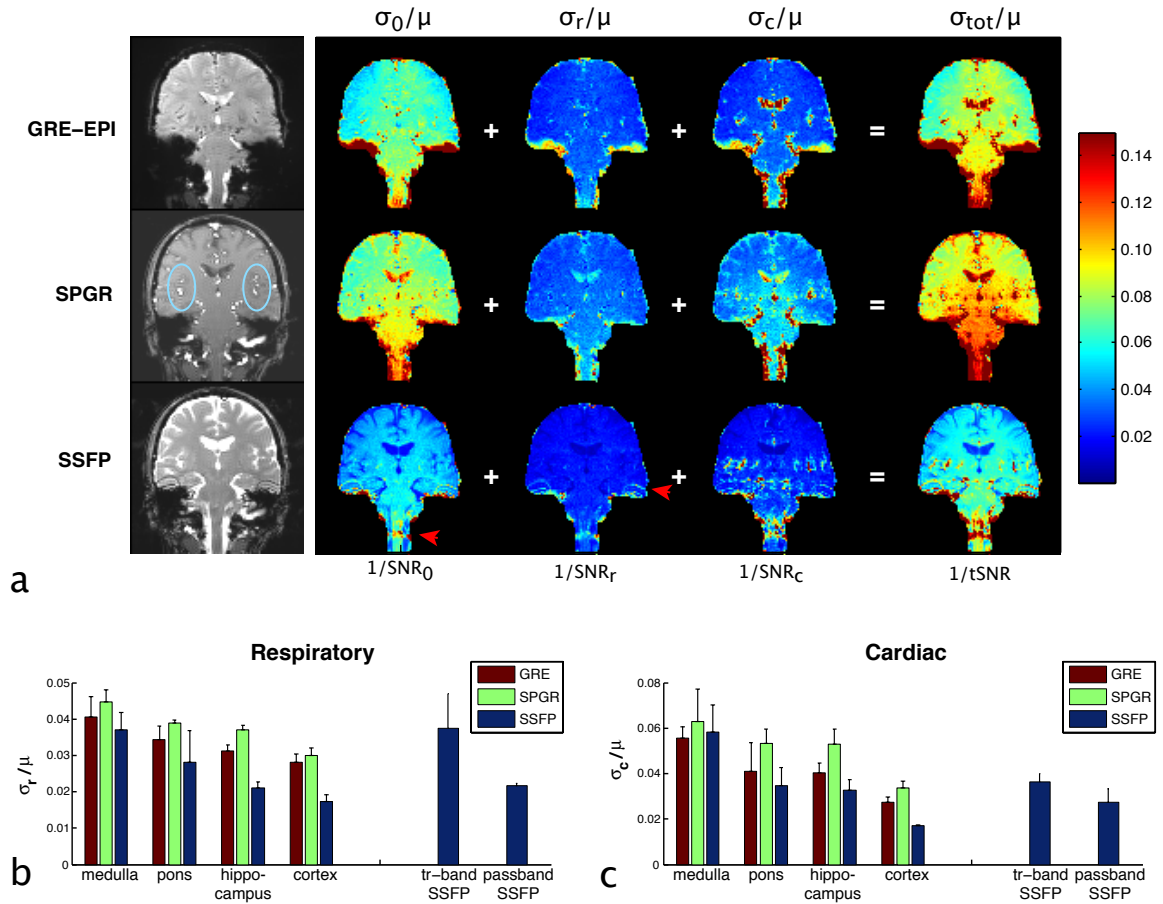 σ0/μ σr/μ σc/μ σtot/μ
GRE-EPI + + =
SPGR + + =
SSFP + + =
0.14
0.12
0.10
0.08
0.06
0.04
0.02
1/SNR0 1/SNRr 1/SNRc 1/tSNR
a
Respiratory
GRE
SPGR
SSFP
σr/μ
0.05
0.04
0.03
0.02
0.01
0
medulla pons hippo-campus cortex tr-band SSFP passband SSFP
b
Cardiac
GRE
SPGR
SSFP
σc/μ
0.08
0.06
0.04
0.02
0
medulla pons hippo-campus cortex tr-band SSFP passband SSFP
c